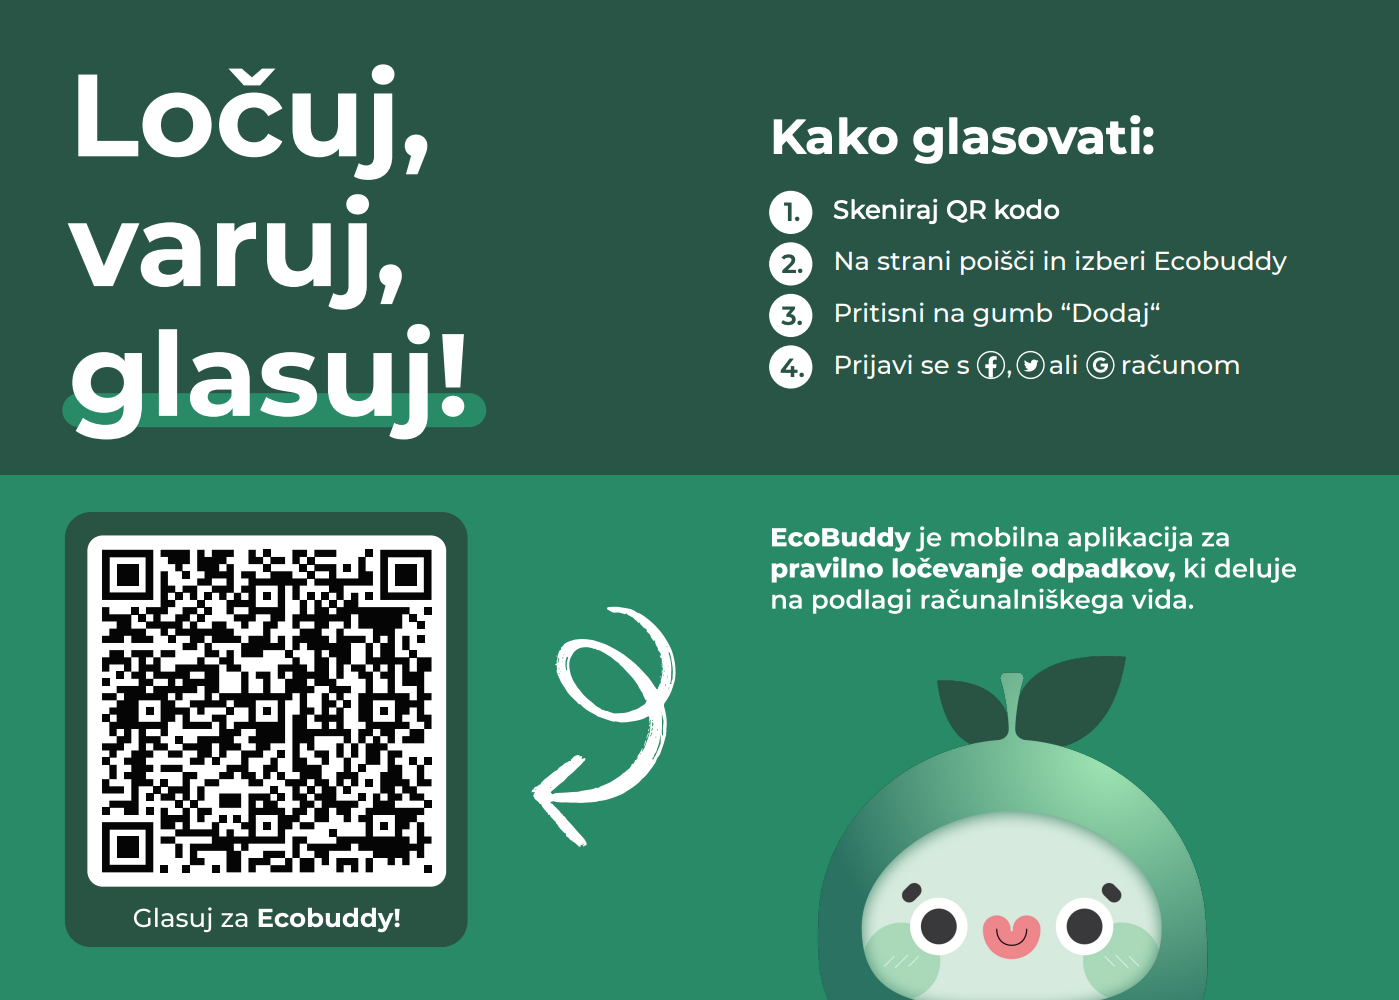 Ločuj,
varuj,
glasuj!
Kako glasovati:
1. Skeniraj QR kodo
2. Na strani poišči in izberi Ecobuddy
3. Pritisni na gumb “Dodaj“
4. Prijavi se s f, ali G računom
Glasuj za Ecobuddy!
EcoBuddy je mobilna aplikacija za
pravilno ločevanje odpadkov, ki deluje
na podlagi računalniškega vida.